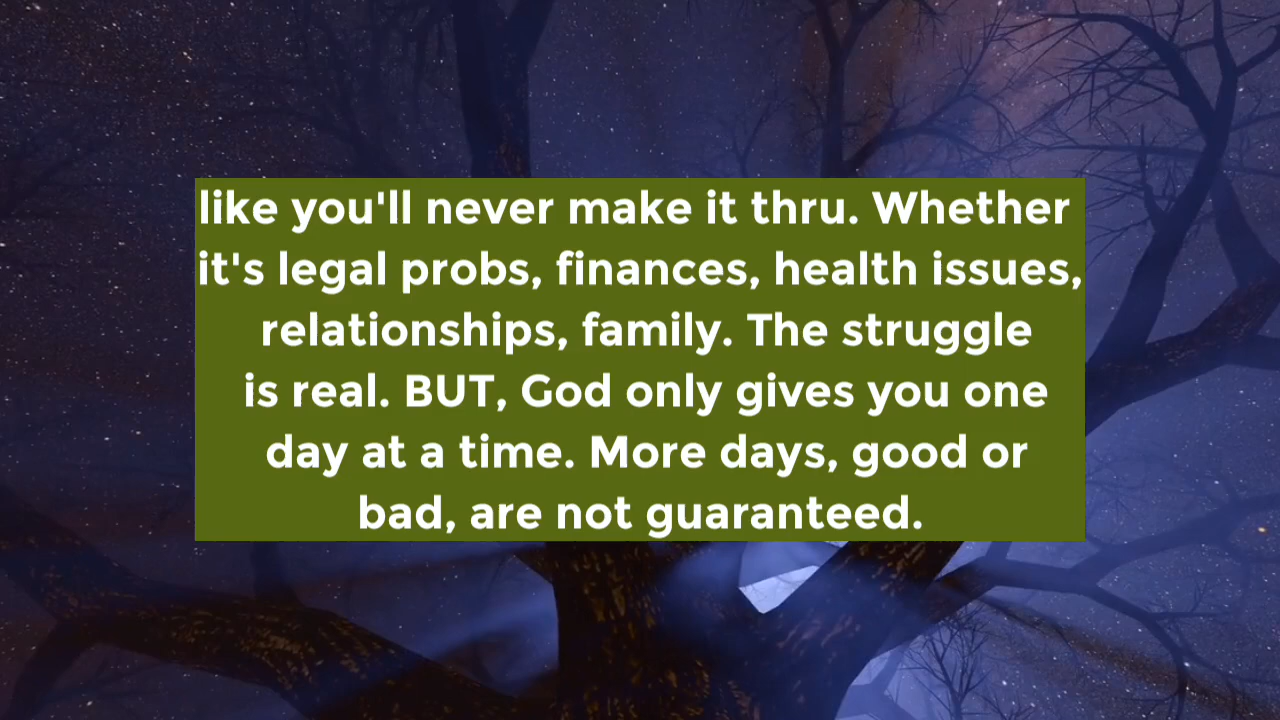 like you'll never make it thru. Whether
it's legal probs, finances, health issues,
relationships, family. The struggle
is real. BUT, God only gives you one
day at a time. More days, good or
bad, are not guaranteed.